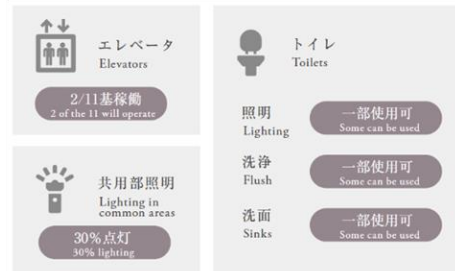 エレベータ
Elevators
2/11基稼働
2 of the 11 will operate
共用部照明
Lighting in
common areas
30%点灯
30% lighting
トイレ
Toilets
照明
Lighting
一部使用可
Some can be used
洗浄
Flush
一部使用可
Some can be used
洗面
Sinks
一部使用可
Some can be used